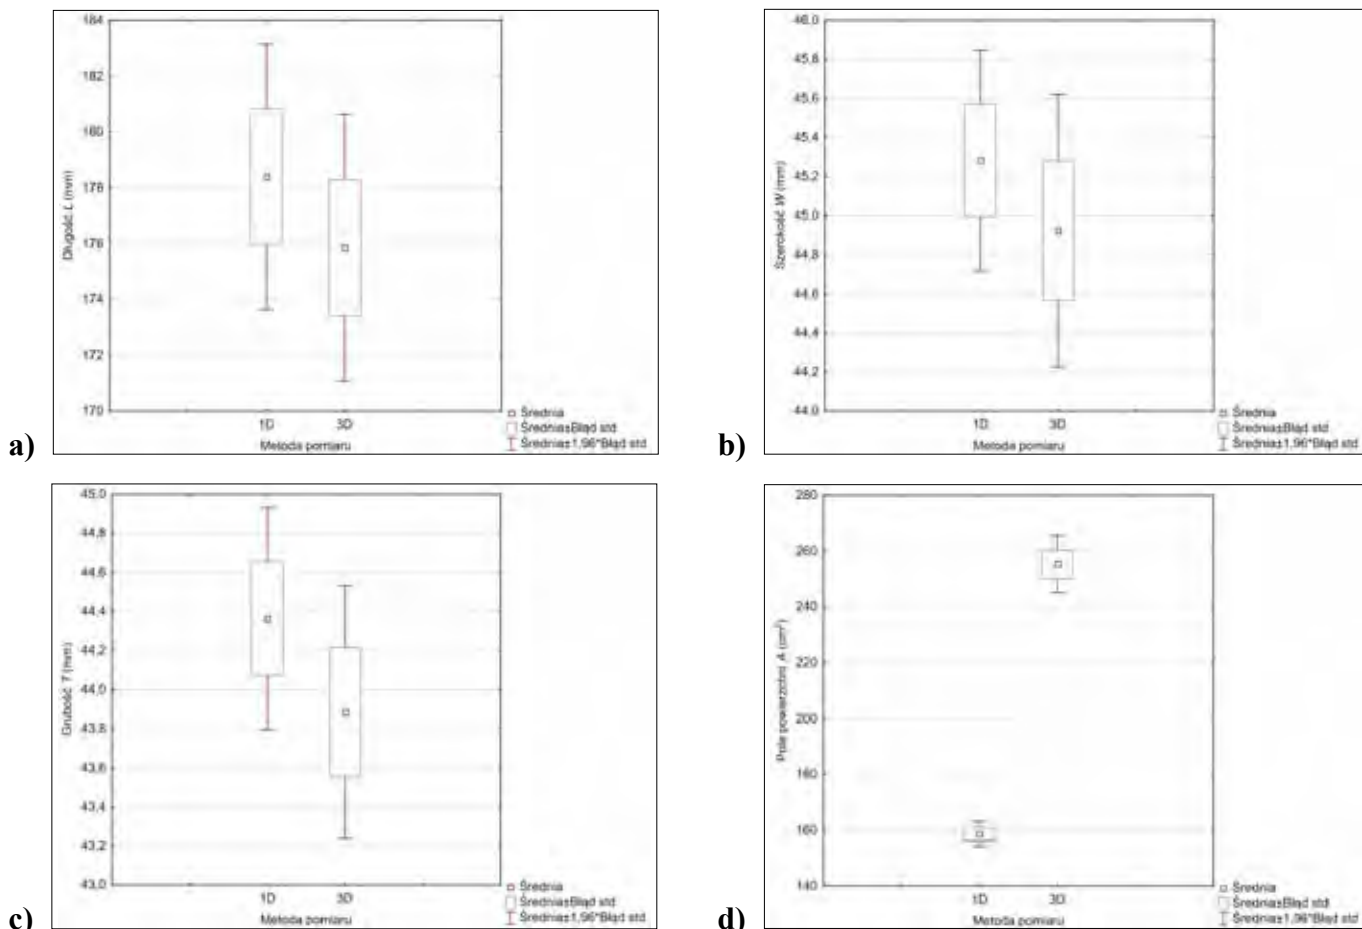 184
182
180
178
176
174
172
170
Długość L (mm)
1D 3D
Metoda pomiaru
Średnia
Średnia±Błąd std
Średnia±1,96*Błąd std
a)
46.0
45.8
45.6
45.4
45.2
45.0
44.8
44.6
44.4
44.2
44.0
Szerokość W (mm)
1D 3D
Metoda pomiaru
Średnia
Średnia±Błąd std
Średnia±1,96*Błąd std
b)
45.0
44.8
44.6
44.4
44.2
44.0
43.8
43.6
43.4
43.2
43.0
Grubość T (mm)
1D 3D
Metoda pomiaru
Średnia
Średnia±Błąd std
Średnia±1,96*Błąd std
c)
280
260
240
220
200
180
160
140
Pole powierzchni A (cm²)
1D 3D
Metoda pomiaru
Średnia
Średnia±Błąd std
Średnia±1,96*Błąd std
d)